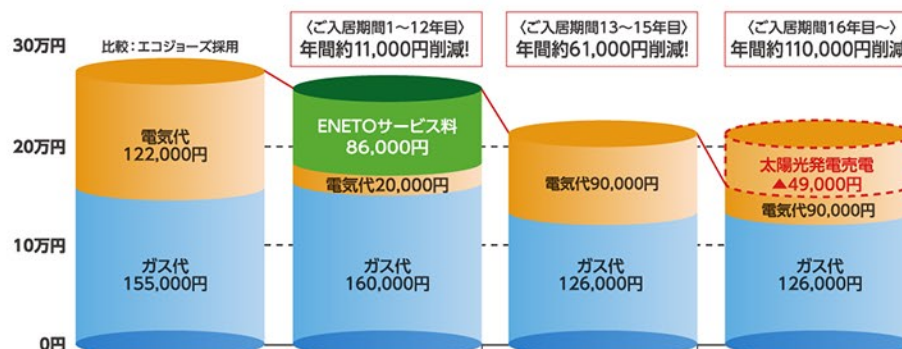 30万円
20万円
10万円
0円
比較：エコジョーズ採用
電気代
122,000円
ガス代
155,000円
〈ご入居期間1〜12年目〉
年間約11,000円削減!
ENETOサービス料
86,000円
電気代20,000円
ガス代
160,000円
〈ご入居期間13〜15年目〉
年間約61,000円削減!
電気代90,000円
ガス代
126,000円
〈ご入居期間16年目〜〉
年間約110,000円削減
太陽光発電売電
▲49,000円
電気代90,000円
ガス代
126,000円